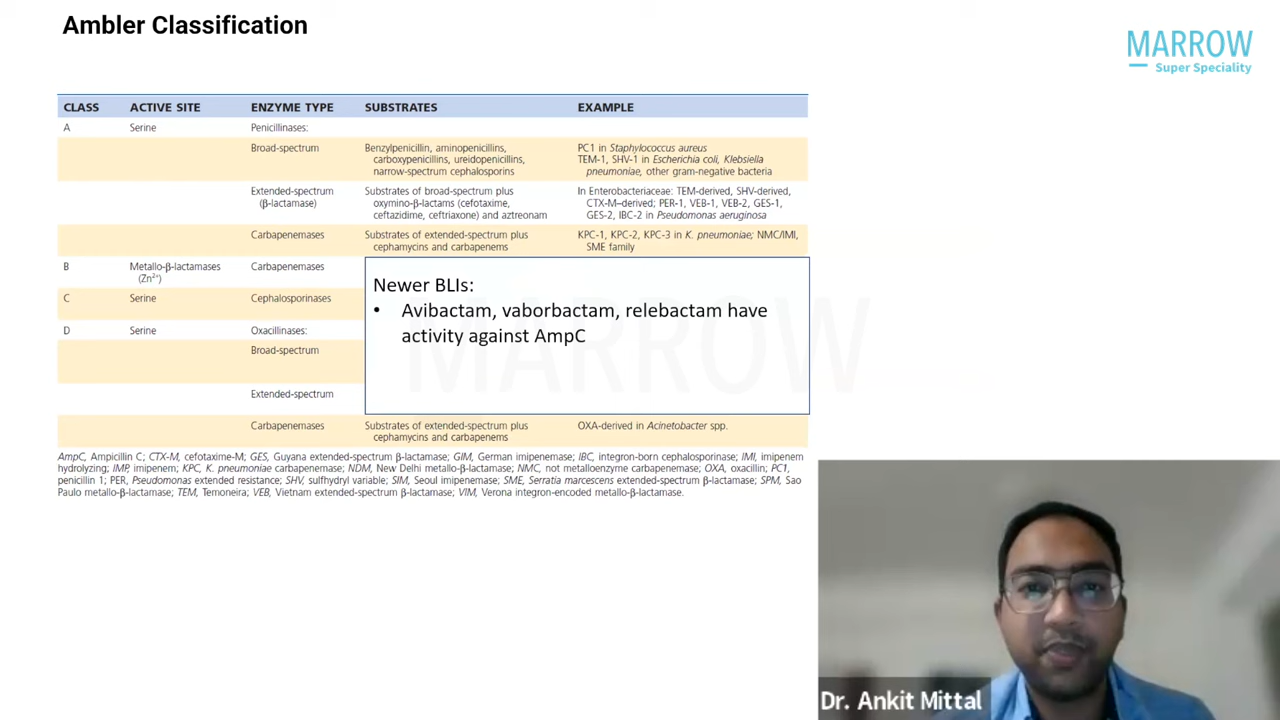 Ambler Classification
MARROW
Super Speciality
CLASS ACTIVE SITE ENZYME TYPE SUBSTRATES EXAMPLE
A Serine Penicillinases:
Broad-spectrum Benzylpenicillin, aminopenicillins, PC1 in Staphylococcus aureus
carboxypenicillins, ureidopenicillins, TEM-1, SHV-1 in Escherichia coli, Klebsiella
narrow-spectrum cephalosporins pneumoniae, other gram-negative bacteria
Extended-spectrum Substrates of broad-spectrum plus In Enterobacteriaceae: TEM-derived, SHV-derived,
(β-lactamase) oxymino-β-lactams (cefotaxime, CTX-M–derived; PER-1, VEB-1, VEB-2, GES-1,
ceftazidime, ceftriaxone) and aztreonam GES-2, IBC-2 in Pseudomonas aeruginosa
Carbapenemases Substrates of extended-spectrum plus KPC-1, KPC-2, KPC-3 in K. pneumoniae; NMC/IMI,
cephamycins and carbapenems SME family
B Metallo-β-lactamases Carbapenemases
(Zn²⁺)
C Serine Cephalosporinases
D Serine Oxacillinases:
Broad-spectrum
Extended-spectrum
Newer BLIs:
• Avibactam, vaborbactam, relebactam have
activity against AmpC
MARROW
Carbapenemases Substrates of extended-spectrum plus OXA-derived in Acinetobacter spp.
cephamycins and carbapenems
AmpC, Ampicillin C; CTX-M, cefotaxime-M; GES, Guyana extended-spectrum β-lactamase; GIM, German imipenemase; IBC, integron-born cephalosporinase; IMI, imipenem
hydrolyzing; IMP, imipenem; KPC, K. pneumoniae carbapenemase; NDM, New Delhi metallo-β-lactamase; NMC, not metalloenzyme carbapenemase; OXA, oxacillin; PC1,
penicillin 1; PER, Pseudomonas extended resistance; SHV, sulfhydryl variable; SIM, Seoul imipenemase; SME, Serratia marcescens extended-spectrum β-lactamase; SPM, Sao
Paulo metallo-β-lactamase; TEM, Temoneira; VEB, Vietnam extended-spectrum β-lactamase; VIM, Verona integron-encoded metallo-β-lactamase.
Dr. Ankit Mittal